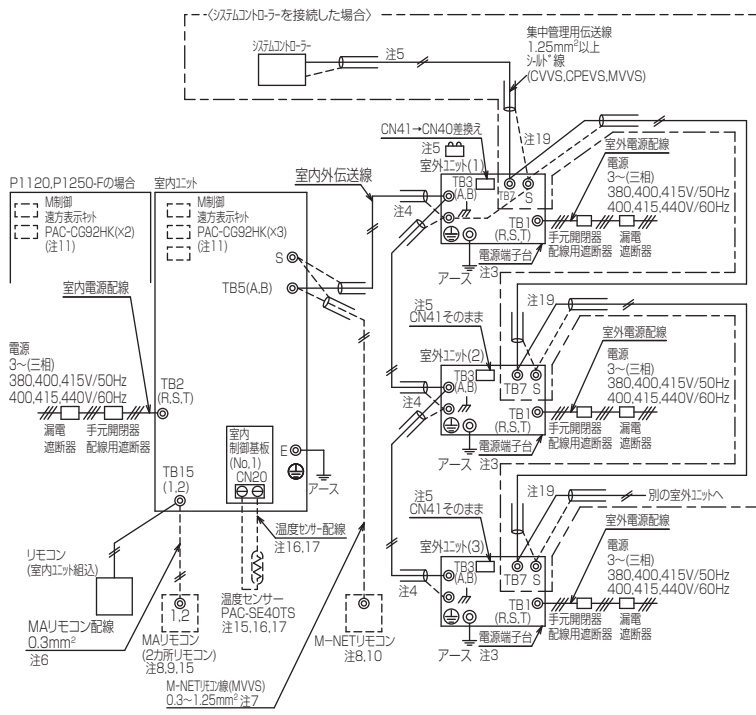 〈システムコントローラーを接続した場合〉
システムコントローラー
注5
集中管理用伝送線
1.25mm²以上
シールド線
(CVVS,CPEVS,MVVS)
CN41→CN40差換え
注5
注19
室外ユニット(1)
TB3
(A,B)
TB7
S
室外電源配線
電源
3~(三相)
380,400,415V/50Hz
400,415,440V/60Hz
TB1
(R,S,T)
電源端子台
注3
アース
手元開閉器
配線用遮断器
漏電
遮断器
P1120,P1250-Fの場合
M制御
遠方表示キット
PAC-CG92HK(×2)
(注11)
室内ユニット
M制御
遠方表示キット
PAC-CG92HK(×3)
(注11)
室内外伝送線
注4
S
TB5(A,B)
室内電源配線
電源
3~(三相)
380,400,415V/50Hz
400,415,440V/60Hz
TB2
(R,S,T)
漏電
遮断器
手元開閉器
配線用遮断器
室内
制御基板
(No,1)
CN20
E
アース
TB15
(1,2)
温度センサー配線
注16,17
リモコン
(室内ユニット組込)
MAリモコン配線
0.3mm²
注6
1,2
MAリモコン
(2カ所リモコン)
注8,9,15
温度センサー
PAC-SE40TS
注15,16,17
M-NETリモコン
注8,10
M-NETリモコン線(MVVS)
0.3~1.25mm² 注7
注5
CN41そのまま
注19
室外ユニット(2)
TB3
(A,B)
TB7
S
室外電源配線
電源
3~(三相)
380,400,415V/50Hz
400,415,440V/60Hz
注4
TB1
(R,S,T)
電源端子台
注3
アース
手元開閉器
配線用遮断器
漏電
遮断器
注5
CN41そのまま
注19
別の室外ユニットへ
室外ユニット(3)
TB3
(A,B)
TB7
S
室外電源配線
電源
3~(三相)
380,400,415V/50Hz
400,415,440V/60Hz
注4
TB1
(R,S,T)
電源端子台
注3
アース
手元開閉器
配線用遮断器
漏電
遮断器